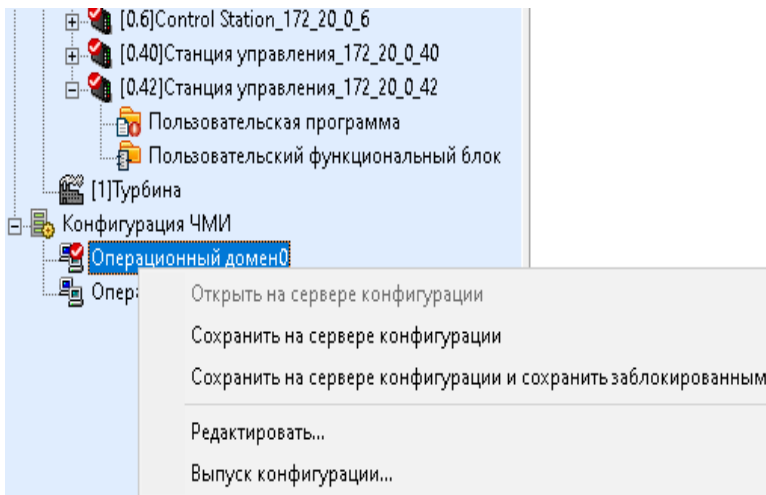 [0.6]Control Station_172_20_0_6
[0.40]Станция управления_172_20_0_40
[0.42]Станция управления_172_20_0_42
Пользовательская программа
Пользовательский функциональный блок
[1]Турбина
Конфигурация ЧМИ
Операционный домен0
Опер
Открыть на сервере конфигурации
Сохранить на сервере конфигурации
Сохранить на сервере конфигурации и сохранить заблокированным
Редактировать...
Выпуск конфигурации...